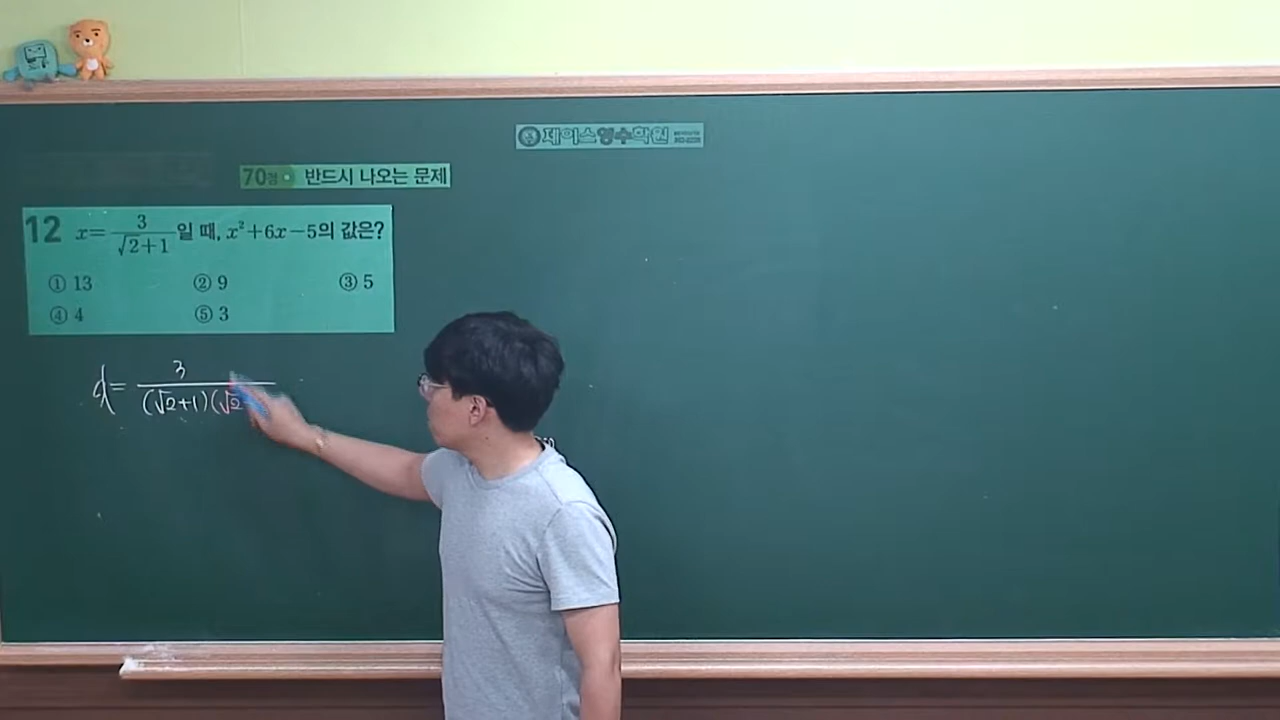 제이스영수학원
70점 • 반드시 나오는 문제
12 x= 3/(√2+1) 일 때, x²+6x-5의 값은?
① 13 ② 9 ③ 5
④ 4 ⑤ 3
x= 3/(√2+1)(√2